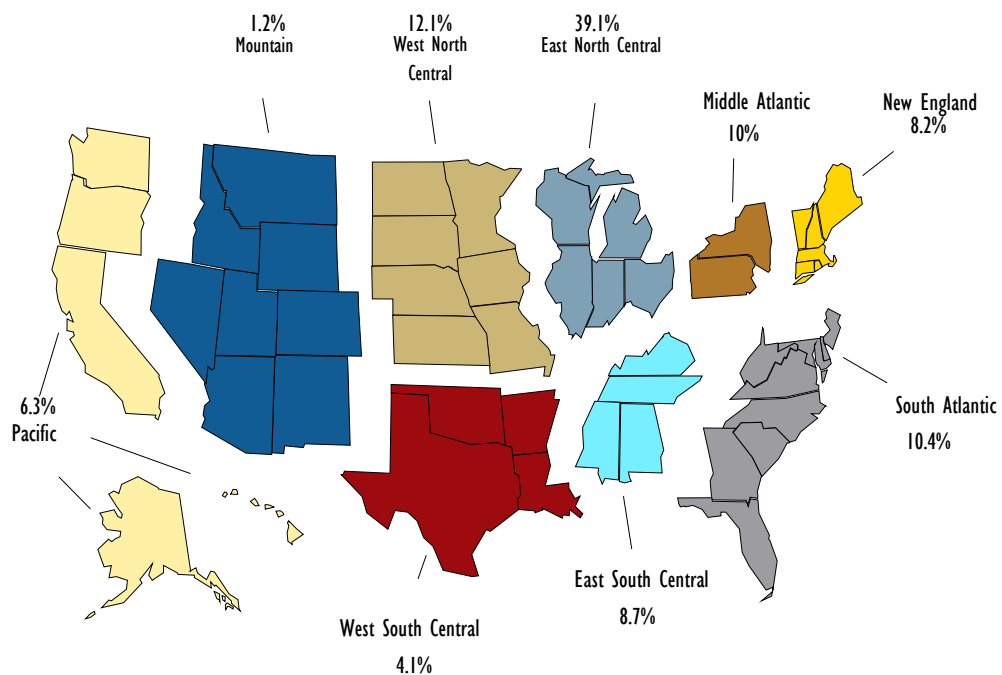 1.2%
Mountain
12.1%
West North
Central
39.1%
East North Central
Middle Atlantic
10%
New England
8.2%
6.3%
Pacific
South Atlantic
10.4%
East South Central
8.7%
West South Central
4.1%